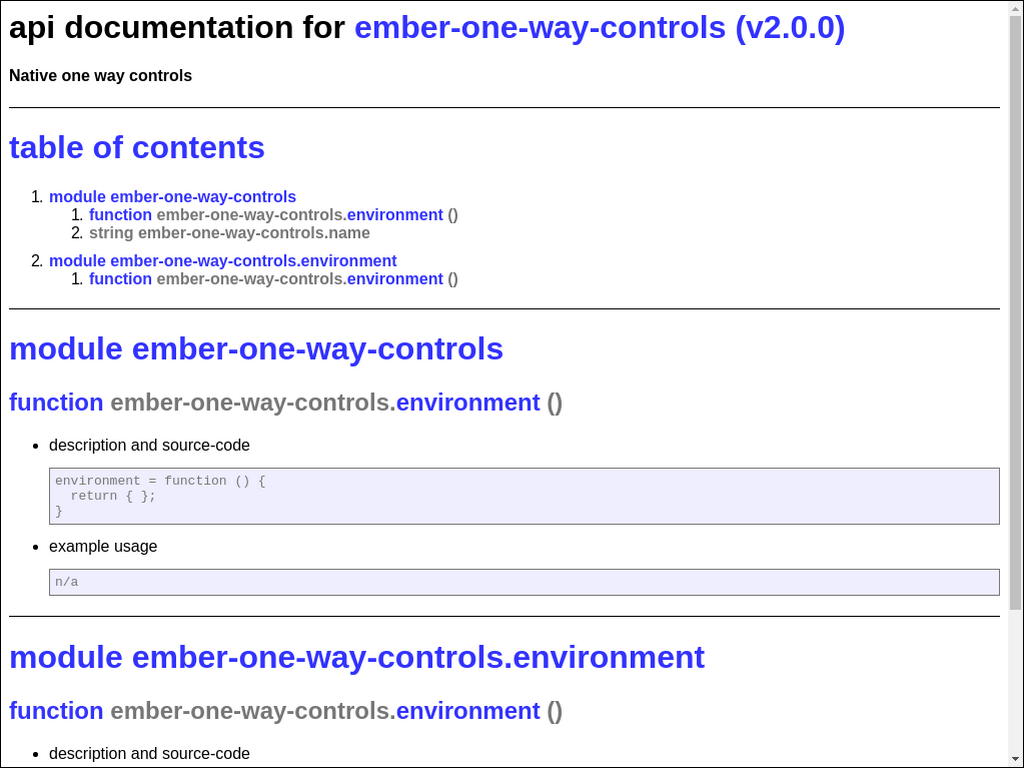 api documentation for ember-one-way-controls (v2.0.0)
Native one way controls
table of contents
1. module ember-one-way-controls
1. function ember-one-way-controls.environment ()
2. string ember-one-way-controls.name
2. module ember-one-way-controls.environment
1. function ember-one-way-controls.environment ()
module ember-one-way-controls
function ember-one-way-controls.environment ()
• description and source-code
environment = function () {
  return { };
}
• example usage
n/a
module ember-one-way-controls.environment
function ember-one-way-controls.environment ()
• description and source-code